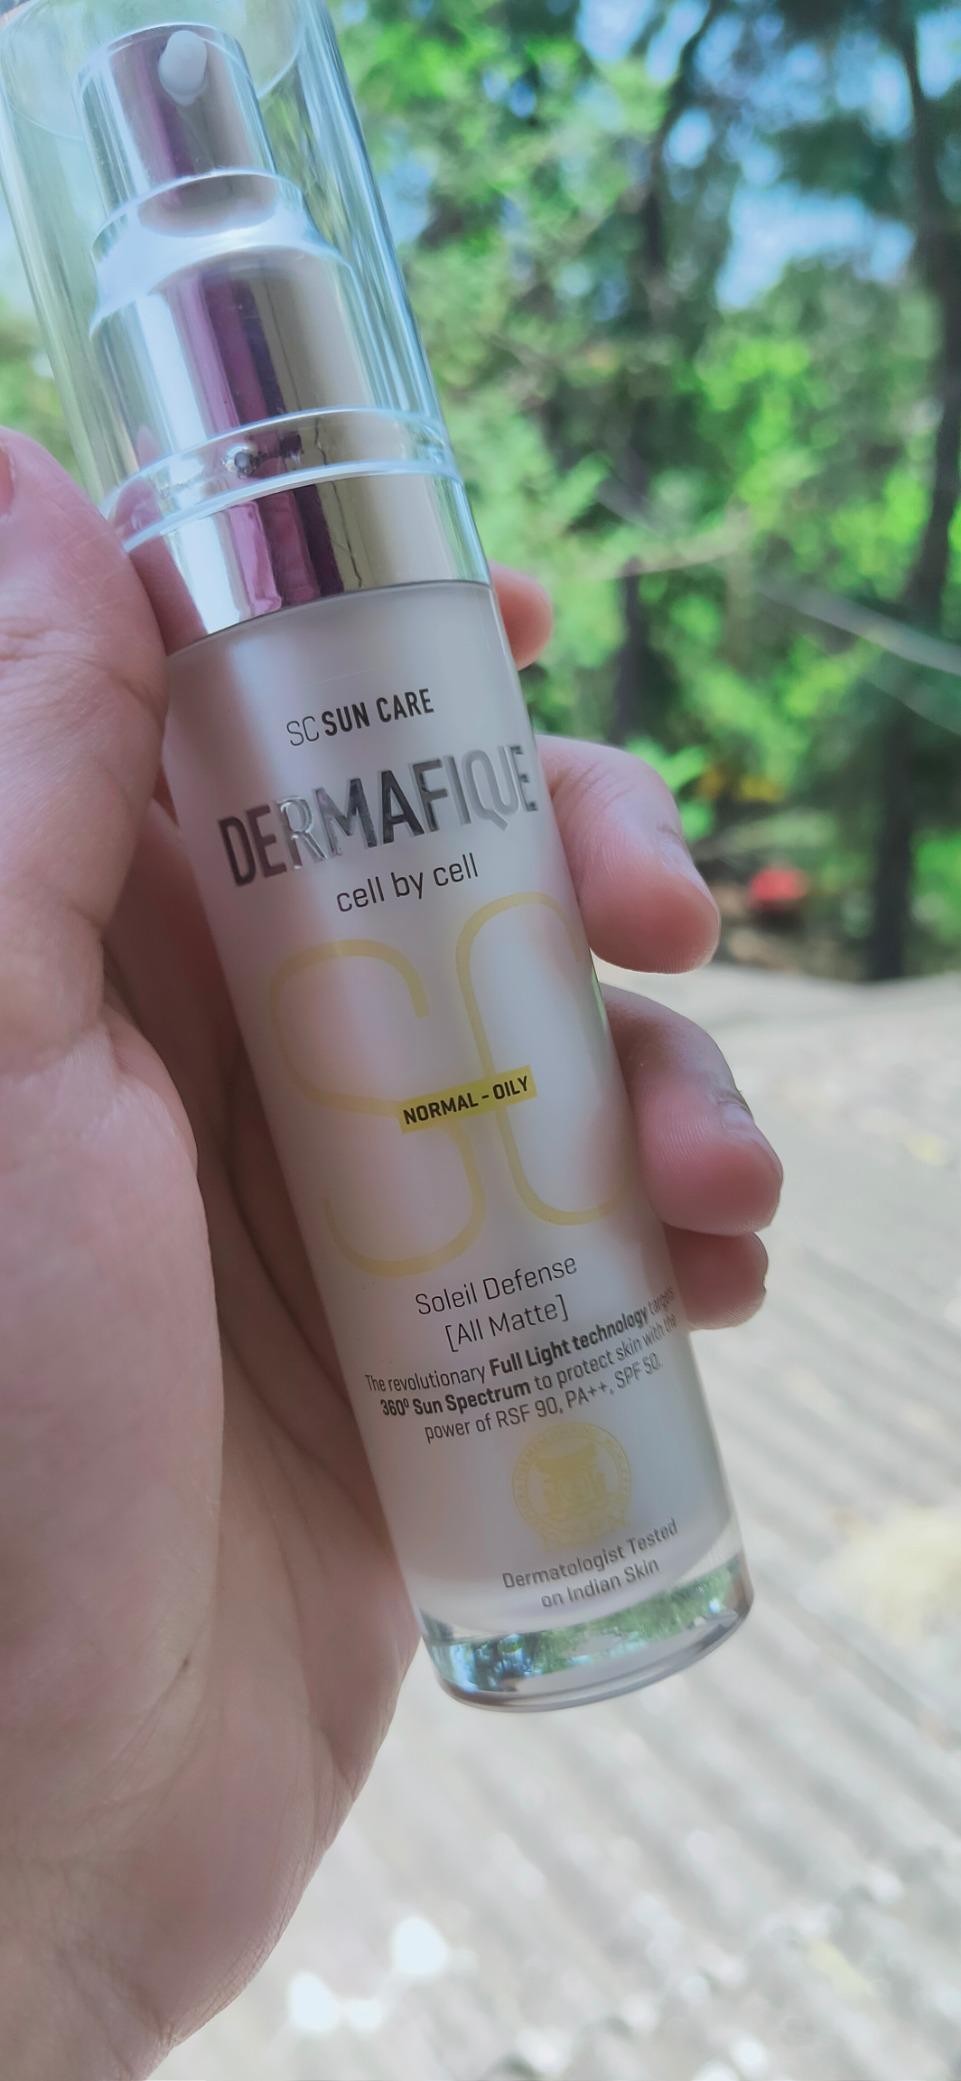 SC SUN CARE
DERMAFIQUE
cell by cell
SC
NORMAL - OILY
Soleil Defense
[All Matte]
The revolutionary Full Light technology targets
360º Sun Spectrum to protect skin with the
power of RSF 90, PA++, SPF 50.
Dermatologist Tested
on Indian Skin